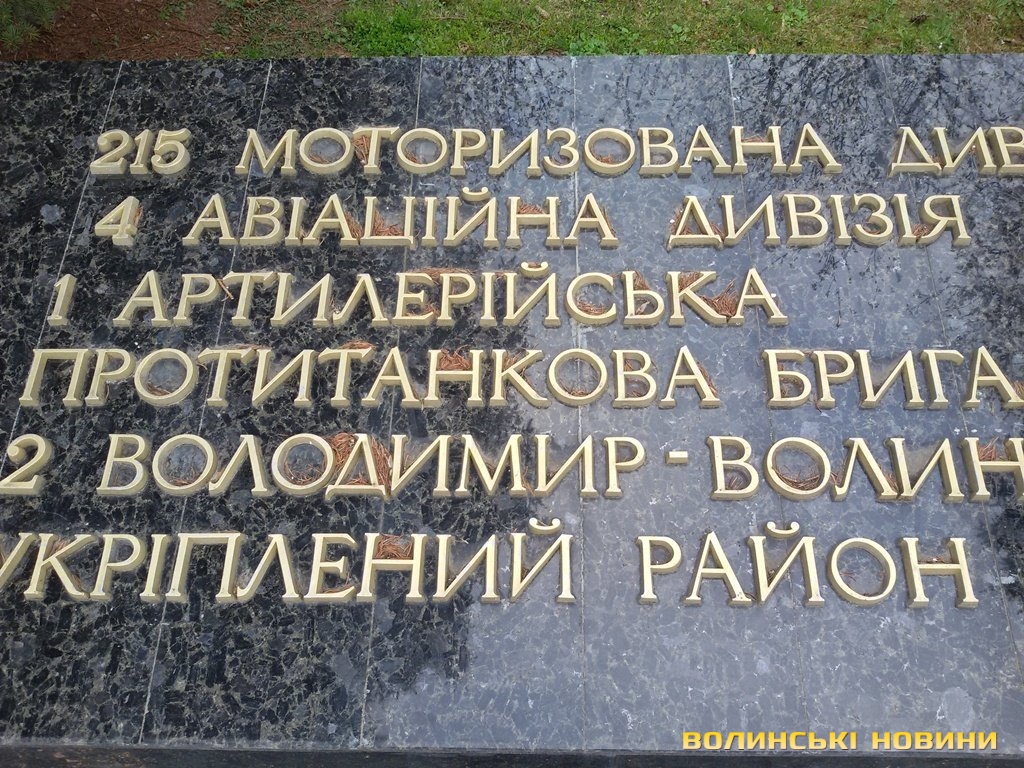 215 МОТОРИЗОВАНА ДИВ
4 АВІАЦІЙНА ДИВІЗІЯ
1 АРТИЛЕРІЙСЬКА
ПРОТИТАНКОВА БРИГА
2 ВОЛОДИМИР-ВОЛИН
УКРІПЛЕНИЙ РАЙОН
ВОЛИНСЬКІ НОВИНИ